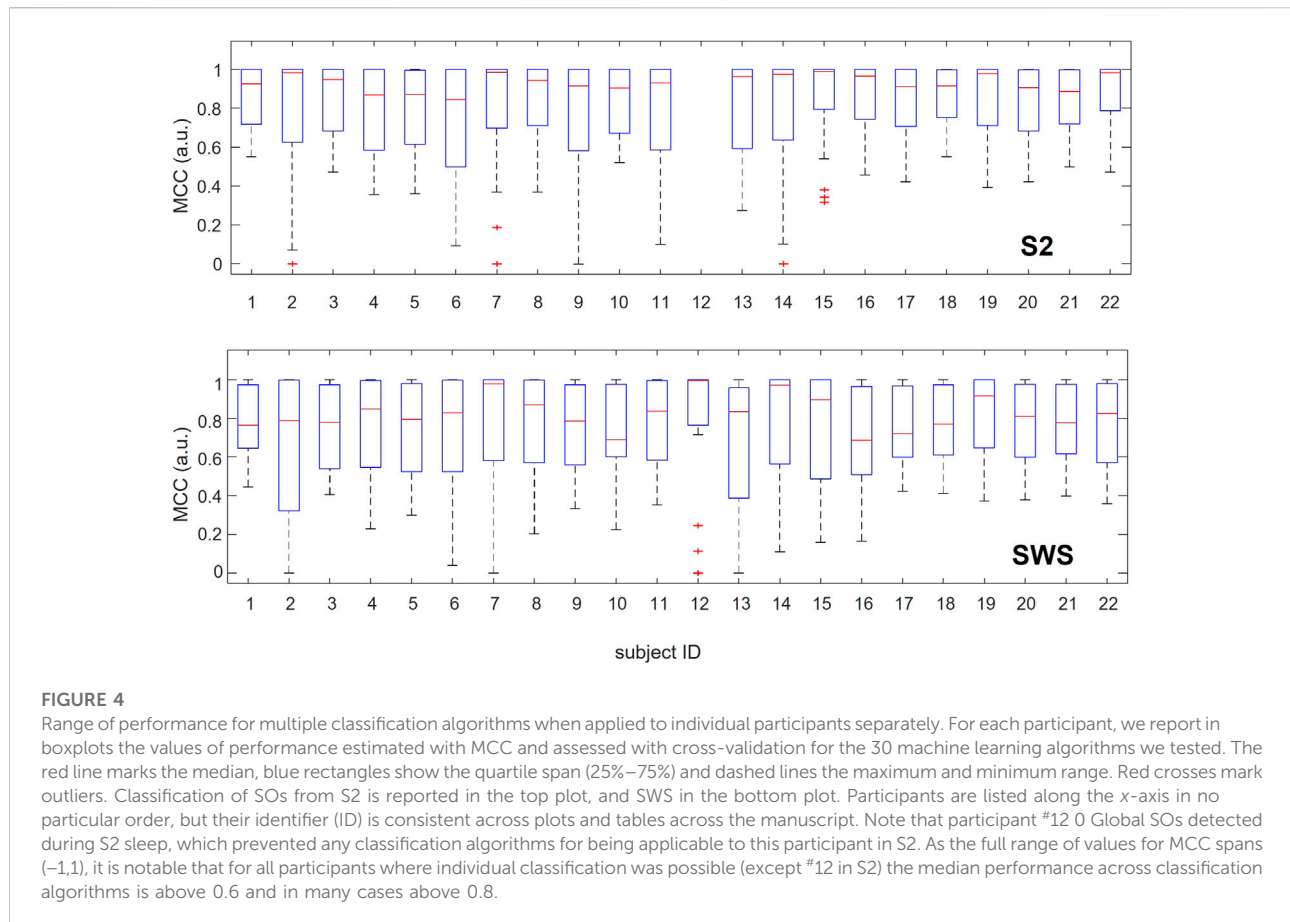 1
0.8
0.6
0.4
0.2
0
MCC (a.u.)
S2
1 2 3 4 5 6 7 8 9 10 11 12 13 14 15 16 17 18 19 20 21 22
1
0.8
0.6
0.4
0.2
0
MCC (a.u.)
SWS
1 2 3 4 5 6 7 8 9 10 11 12 13 14 15 16 17 18 19 20 21 22
subject ID
FIGURE 4
Range of performance for multiple classification algorithms when applied to individual participants separately. For each participant, we report in
boxplots the values of performance estimated with MCC and assessed with cross-validation for the 30 machine learning algorithms we tested. The
red line marks the median, blue rectangles show the quartile span (25%–75%) and dashed lines the maximum and minimum range. Red crosses mark
outliers. Classification of SOs from S2 is reported in the top plot, and SWS in the bottom plot. Participants are listed along the x-axis in no
particular order, but their identifier (ID) is consistent across plots and tables across the manuscript. Note that participant #12 0 Global SOs detected
during S2 sleep, which prevented any classification algorithms for being applicable to this participant in S2. As the full range of values for MCC spans
(−1,1), it is notable that for all participants where individual classification was possible (except #12 in S2) the median performance across classification
algorithms is above 0.6 and in many cases above 0.8.